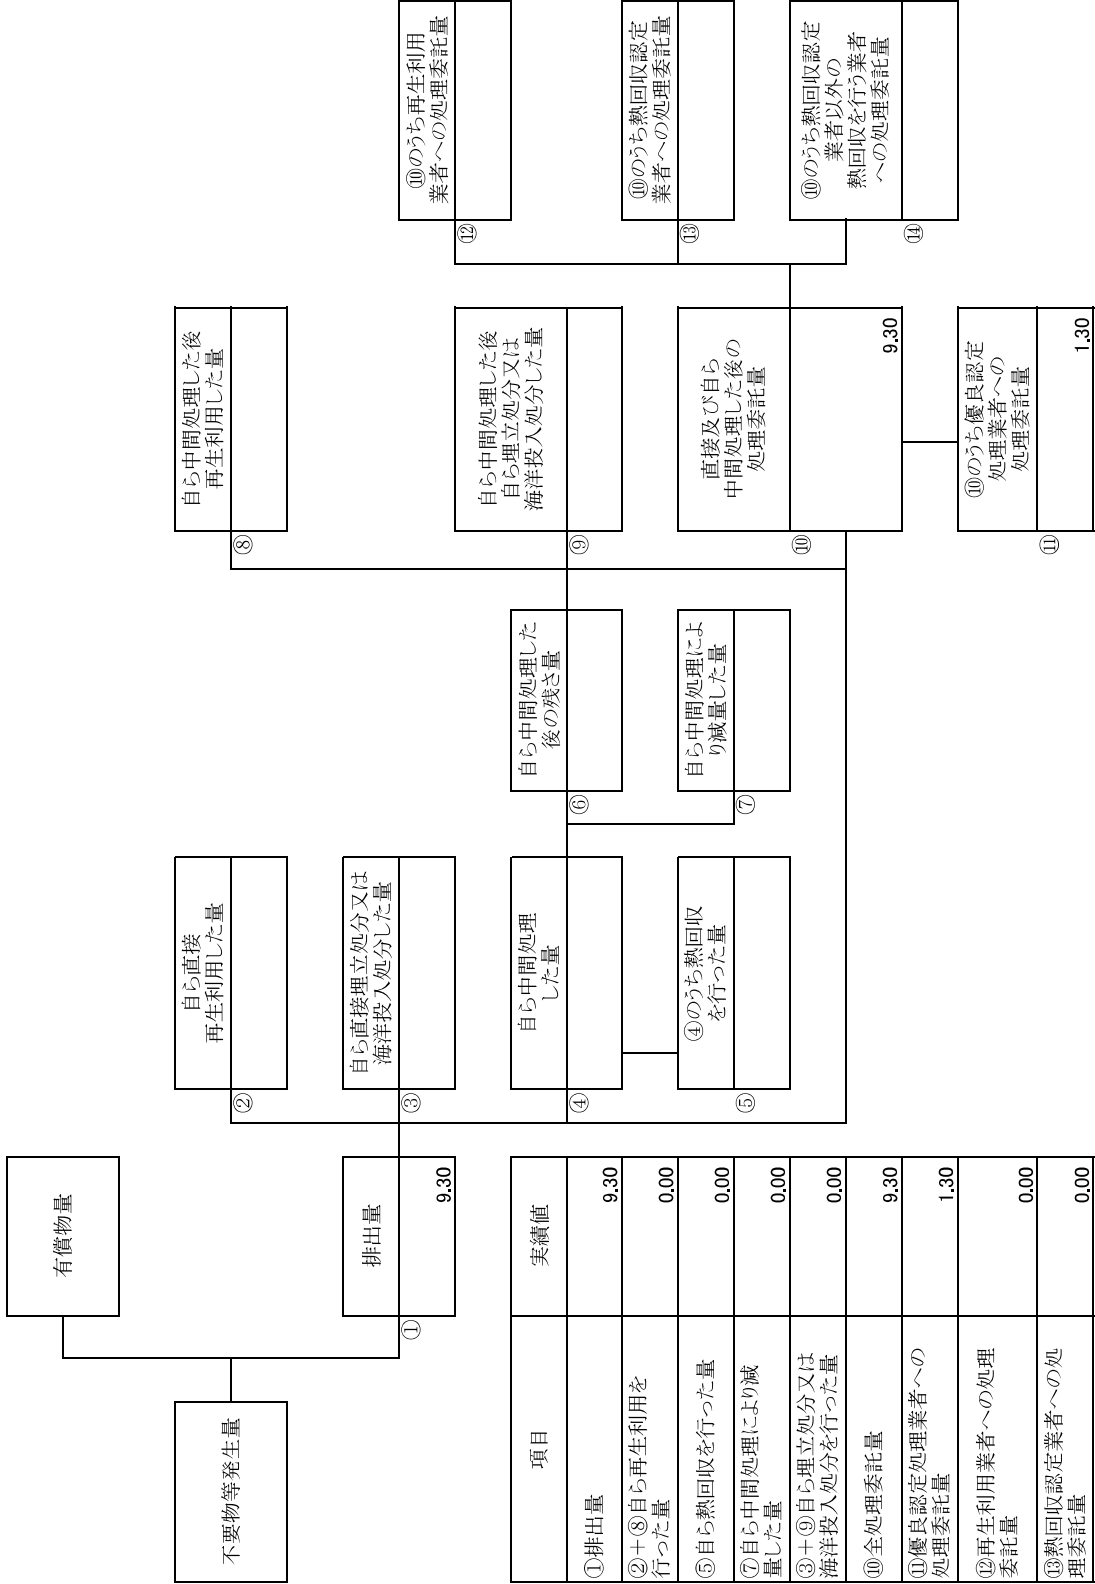 不要物等発生量
有償物量
排出量
①
9.30
自ら直接
再生利用した量
②
自ら直接埋立処分又は
海洋投入処分した量
③
自ら中間処理
した量
④
④のうち熱回収
を行った量
⑤
自ら中間処理した
後の残さ量
⑥
自ら中間処理によ
り減量した量
⑦
自ら中間処理した後
再生利用した量
⑧
自ら中間処理した後
自ら埋立処分又は
海洋投入処分した量
⑨
直接及び自ら
中間処理した後の
処理委託量
⑩
9.30
⑩のうち優良認定
処理業者への
処理委託量
⑪
1.30
⑩のうち再生利用
業者への処理委託量
⑫
⑩のうち熱回収認定
業者への処理委託量
⑬
⑩のうち熱回収認定
業者以外の
熱回収を行う業者
への処理委託量
⑭
項目 実績値
①排出量 9.30
②+⑧自ら再生利用を
行った量 0.00
⑤自ら熱回収を行った量 0.00
⑦自ら中間処理により減
量した量 0.00
③+⑨自ら埋立処分又は
海洋投入処分を行った量 0.00
⑩全処理委託量 9.30
⑪優良認定処理業者への
処理委託量 1.30
⑫再生利用業者への処理
委託量 0.00
⑬熱回収認定業者への処
理委託量 0.00